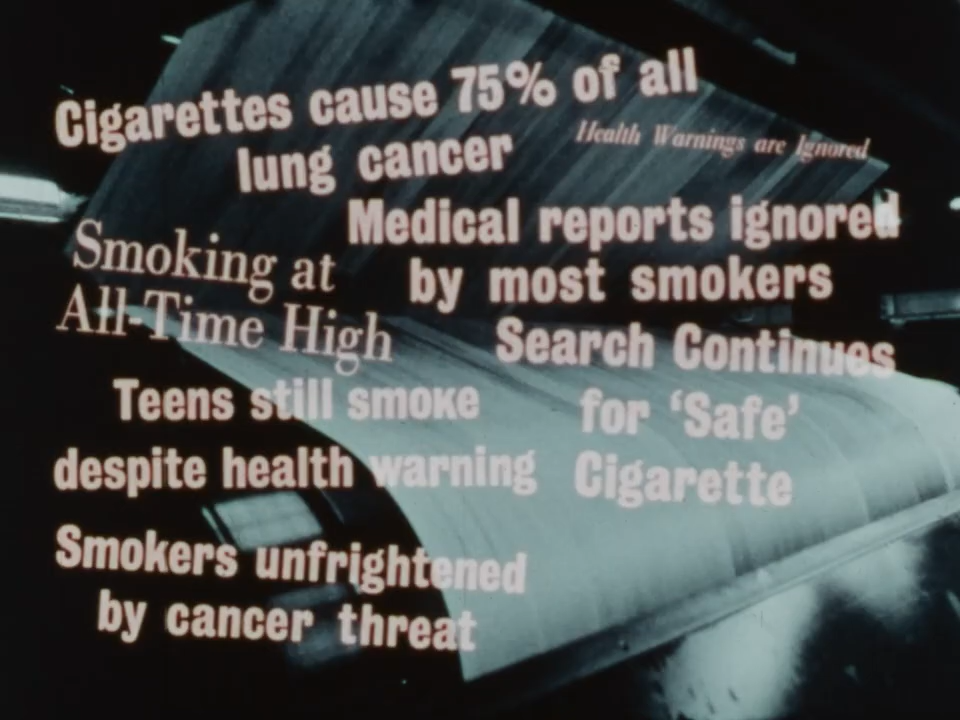 Cigarettes cause 75% of all
lung cancer
Health Warnings are Ignored
Medical reports ignored
by most smokers
Smoking at
All-Time High
Search Continues
for ‘Safe’
Cigarette
Teens still smoke
despite health warning
Smokers unfrightened
by cancer threat